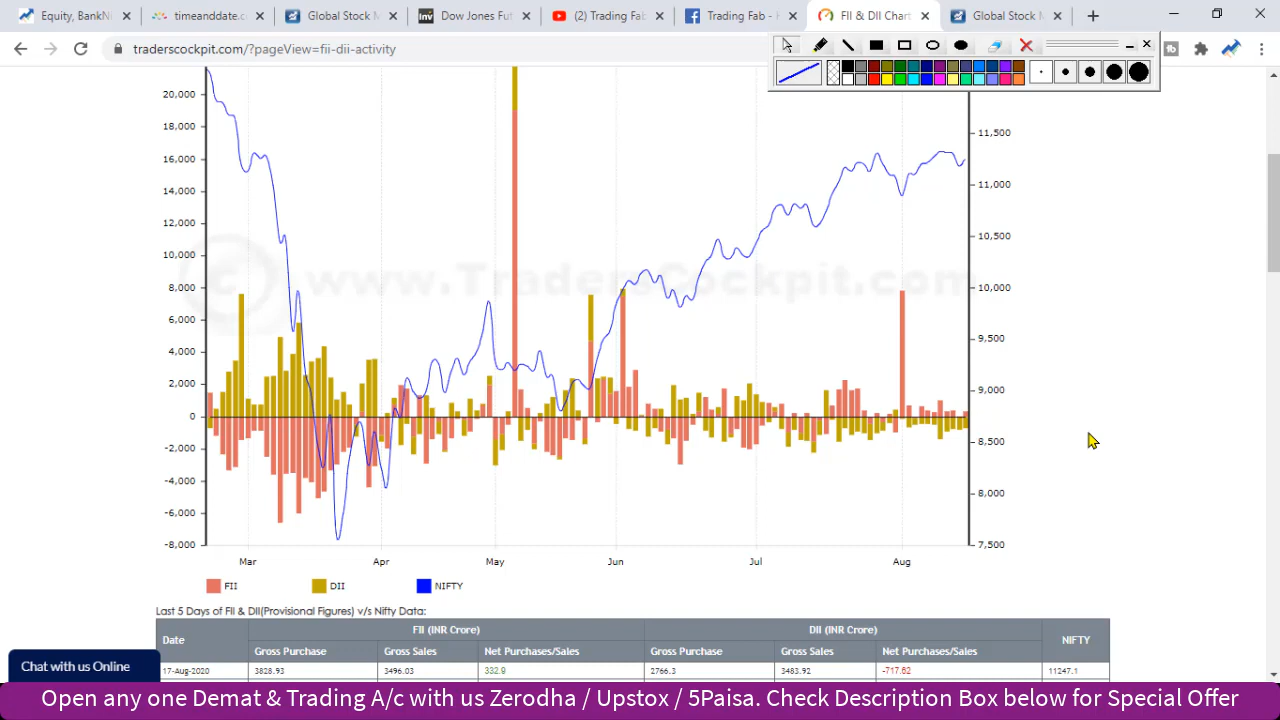 Equity, BankNi
timeanddate.c
Global Stock M
Dow Jones Fut
(2) Trading Fab
Trading Fab - H
FII & DII Chart
Global Stock M
traderscockpit.com/?pageView=fii-dii-activity
20,000
18,000
16,000
14,000
12,000
10,000
8,000
6,000
4,000
2,000
0
-2,000
-4,000
-6,000
-8,000
11,500
11,000
10,500
10,000
9,500
9,000
8,500
8,000
7,500
© www.TradersCockpit.com
Mar Apr May Jun Jul Aug
FII DII NIFTY
Last 5 Days of FII & DII(Provisional Figures) v/s Nifty Data:
Date FII (INR Crore) DII (INR Crore) NIFTY
Gross Purchase Gross Sales Net Purchases/Sales Gross Purchase Gross Sales Net Purchases/Sales
17-Aug-2020 3828.93 3496.03 332.9 2766.3 3483.92 -717.62 11247.1
Chat with us Online
Open any one Demat & Trading A/c with us Zerodha / Upstox / 5Paisa. Check Description Box below for Special Offer